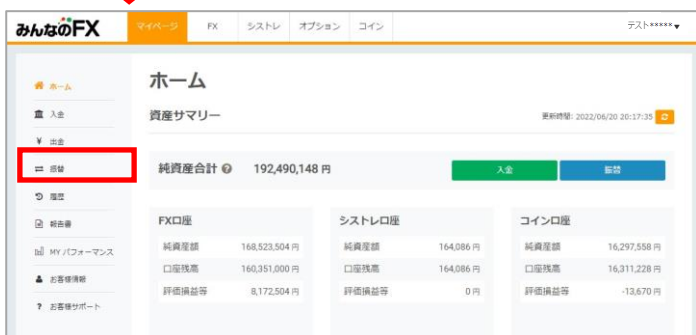 みんなのFX
マイページ FX シストレ オプション コイン テスト*****▼
ホーム
入金
¥ 出金
振替
履歴
報告書
MY パフォーマンス
お客様情報
? お客様サポート
ホーム
資産サマリー 更新時間: 2022/06/20 20:17:35
純資産合計 ? 192,490,148 円 入金 振替
FX口座 シストレ口座 コイン口座
純資産額 168,523,504 円 純資産額 164,086 円 純資産額 16,297,558 円
口座残高 160,351,000 円 口座残高 164,086 円 口座残高 16,311,228 円
評価損益等 8,172,504 円 評価損益等 0 円 評価損益等 -13,670 円